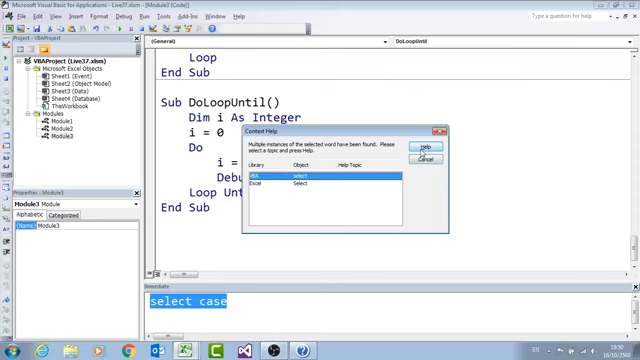 Microsoft Visual Basic for Applications - Live37.xlsm - [Module3 (Code)]
File Edit View Insert Format Debug Run Tools Add-Ins Window Help
Type a question for help
Project - VBAProject
VBAProject (Live37.xlsm)
Microsoft Excel Objects
Sheet1 (Event)
Sheet2 (Object Model)
Sheet3 (Data)
Sheet4 (Database)
ThisWorkbook
Modules
Module1
Module2
Module3
Properties - Module3
Module3 Module
Alphabetic Categorized
(Name) Module3
(General)
DoLoopUntil
Loop
End Sub
Sub DoLoopUntil()
Dim i As Integer
i = 0
Do
i =
Debu
Loop Unt
End Sub
Context Help
Multiple instances of the selected word have been found. Please
select a topic and press Help.
Library Object Help Topic
VBA select
Excel Select
Help
Cancel
Immediate
select case
EN
19:50
16/10/2560